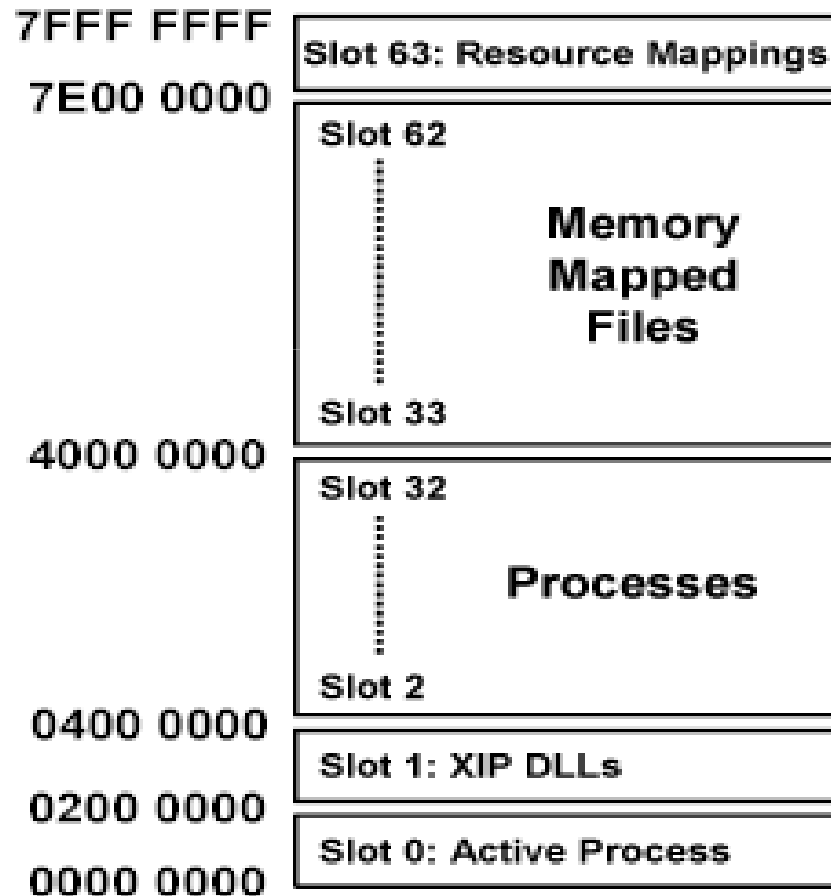 7FFF FFFF
Slot 63: Resource Mappings
7E00 0000
Slot 62
Memory
Mapped
Files
Slot 33
4000 0000
Slot 32
Processes
Slot 2
0400 0000
Slot 1: XIP DLLs
0200 0000
Slot 0: Active Process
0000 0000